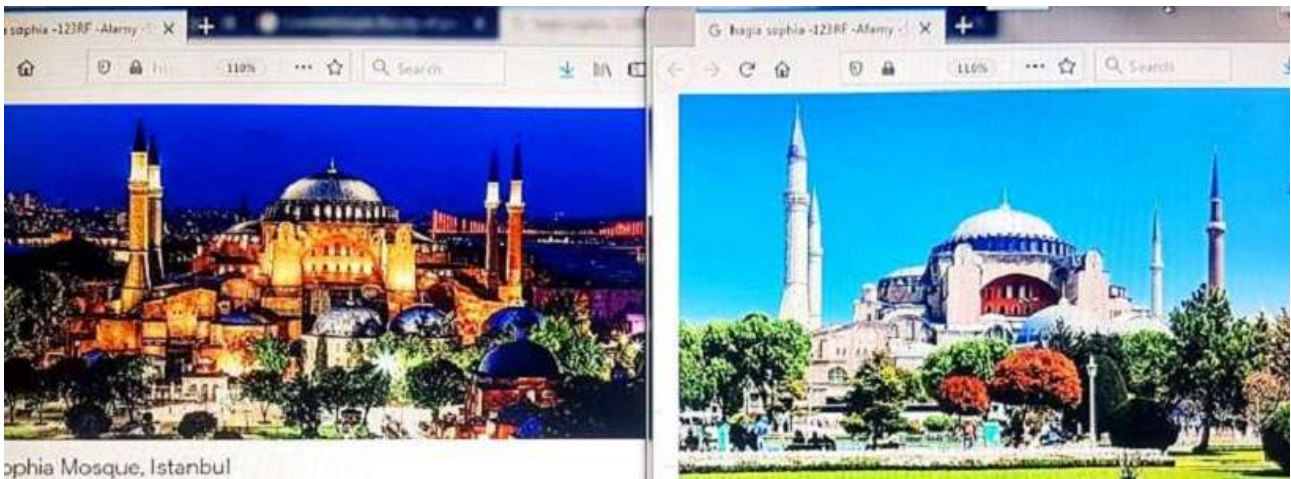 sophia -123RF -Alamy -
110%
Search
ophia Mosque, Istanbul
G hagia sophia -123RF -Alamy -
110%
Search